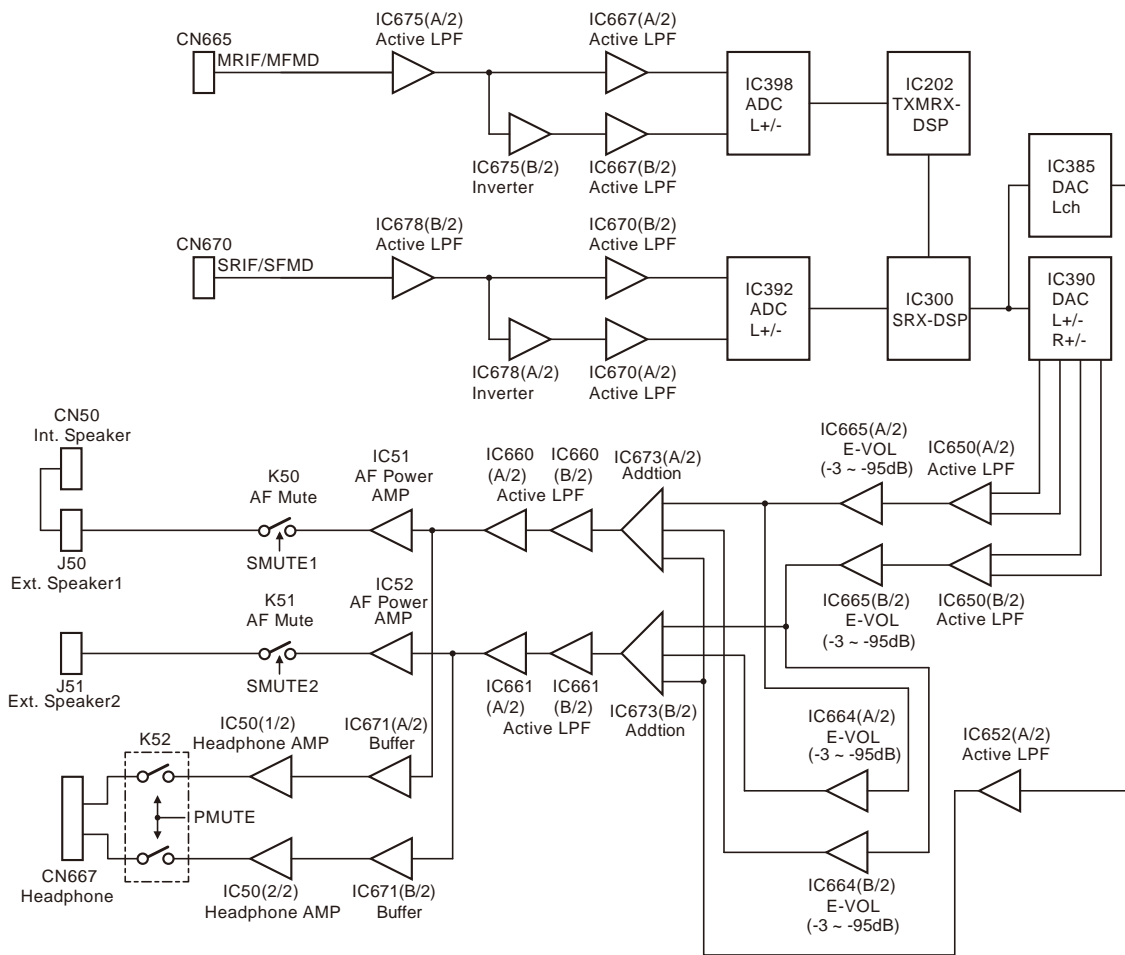 IC675(A/2)
Active LPF
IC667(A/2)
Active LPF
CN665
MRIF/MFMD
IC398
ADC
L+/-
IC202
TXMRX-
DSP
IC675(B/2)
Inverter
IC667(B/2)
Active LPF
IC385
DAC
Lch
IC678(B/2)
Active LPF
IC670(B/2)
Active LPF
CN670
SRIF/SFMD
IC392
ADC
L+/-
IC300
SRX-DSP
IC390
DAC
L+/-
R+/-
IC678(A/2)
Inverter
IC670(A/2)
Active LPF
CN50
Int. Speaker
K50
AF Mute
IC51
AF Power
AMP
IC660
(A/2)
IC660
(B/2)
Active LPF
IC673(A/2)
Addtion
IC665(A/2)
E-VOL
(-3 ~ -95dB)
IC650(A/2)
Active LPF
J50
Ext. Speaker1
SMUTE1
K51
AF Mute
IC52
AF Power
AMP
IC665(B/2)
E-VOL
(-3 ~ -95dB)
IC650(B/2)
Active LPF
J51
Ext. Speaker2
SMUTE2
IC661
(A/2)
IC661
(B/2)
Active LPF
IC673(B/2)
Addtion
IC664(A/2)
E-VOL
(-3 ~ -95dB)
IC652(A/2)
Active LPF
K52
IC50(1/2)
Headphone AMP
IC671(A/2)
Buffer
PMUTE
CN667
Headphone
IC50(2/2)
Headphone AMP
IC671(B/2)
Buffer
IC664(B/2)
E-VOL
(-3 ~ -95dB)